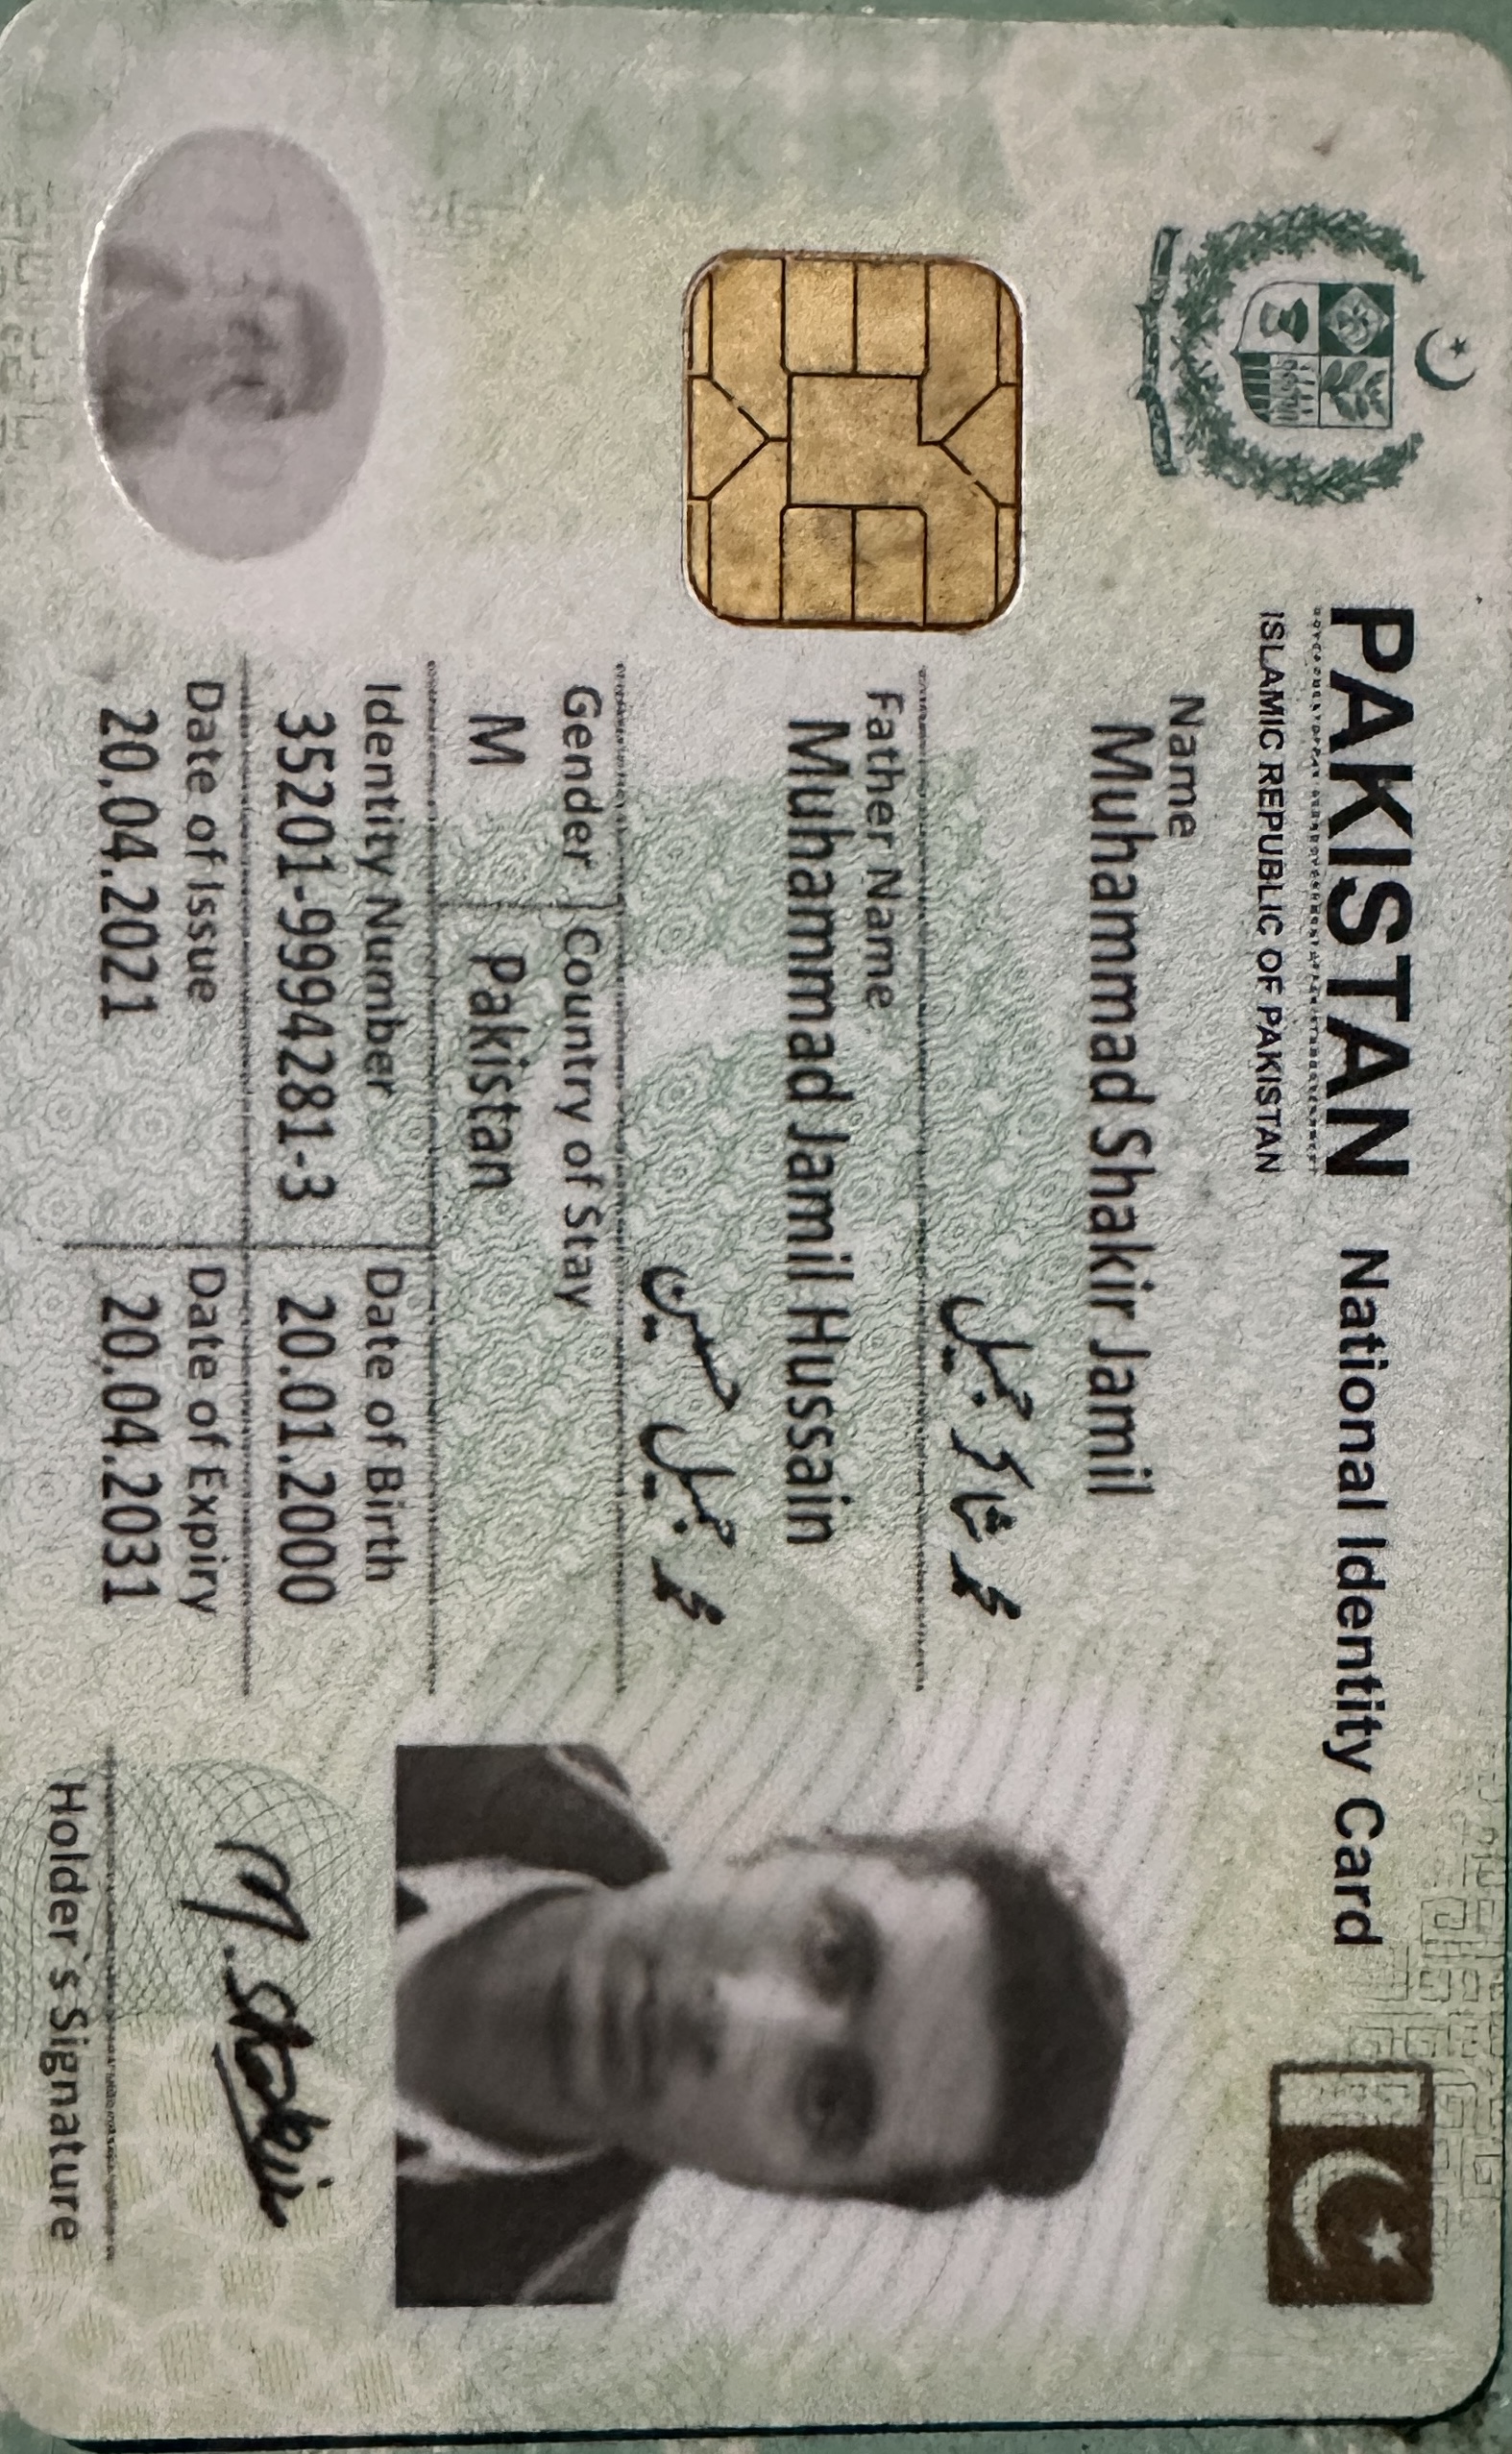 PAKISTAN National Identity Card
ISLAMIC REPUBLIC OF PAKISTAN
Name
Muhammad Shakir Jamil
محمد شاکر جمیل
Father Name
Muhammad Jamil Hussain
محمد جمیل حسین
Gender
Country of Stay
M
Pakistan
Identity Number
Date of Birth
35201-9994281-3
20.01.2000
Date of Issue
Date of Expiry
20.04.2021
20.04.2031
M.Shakir
Holder`s Signature